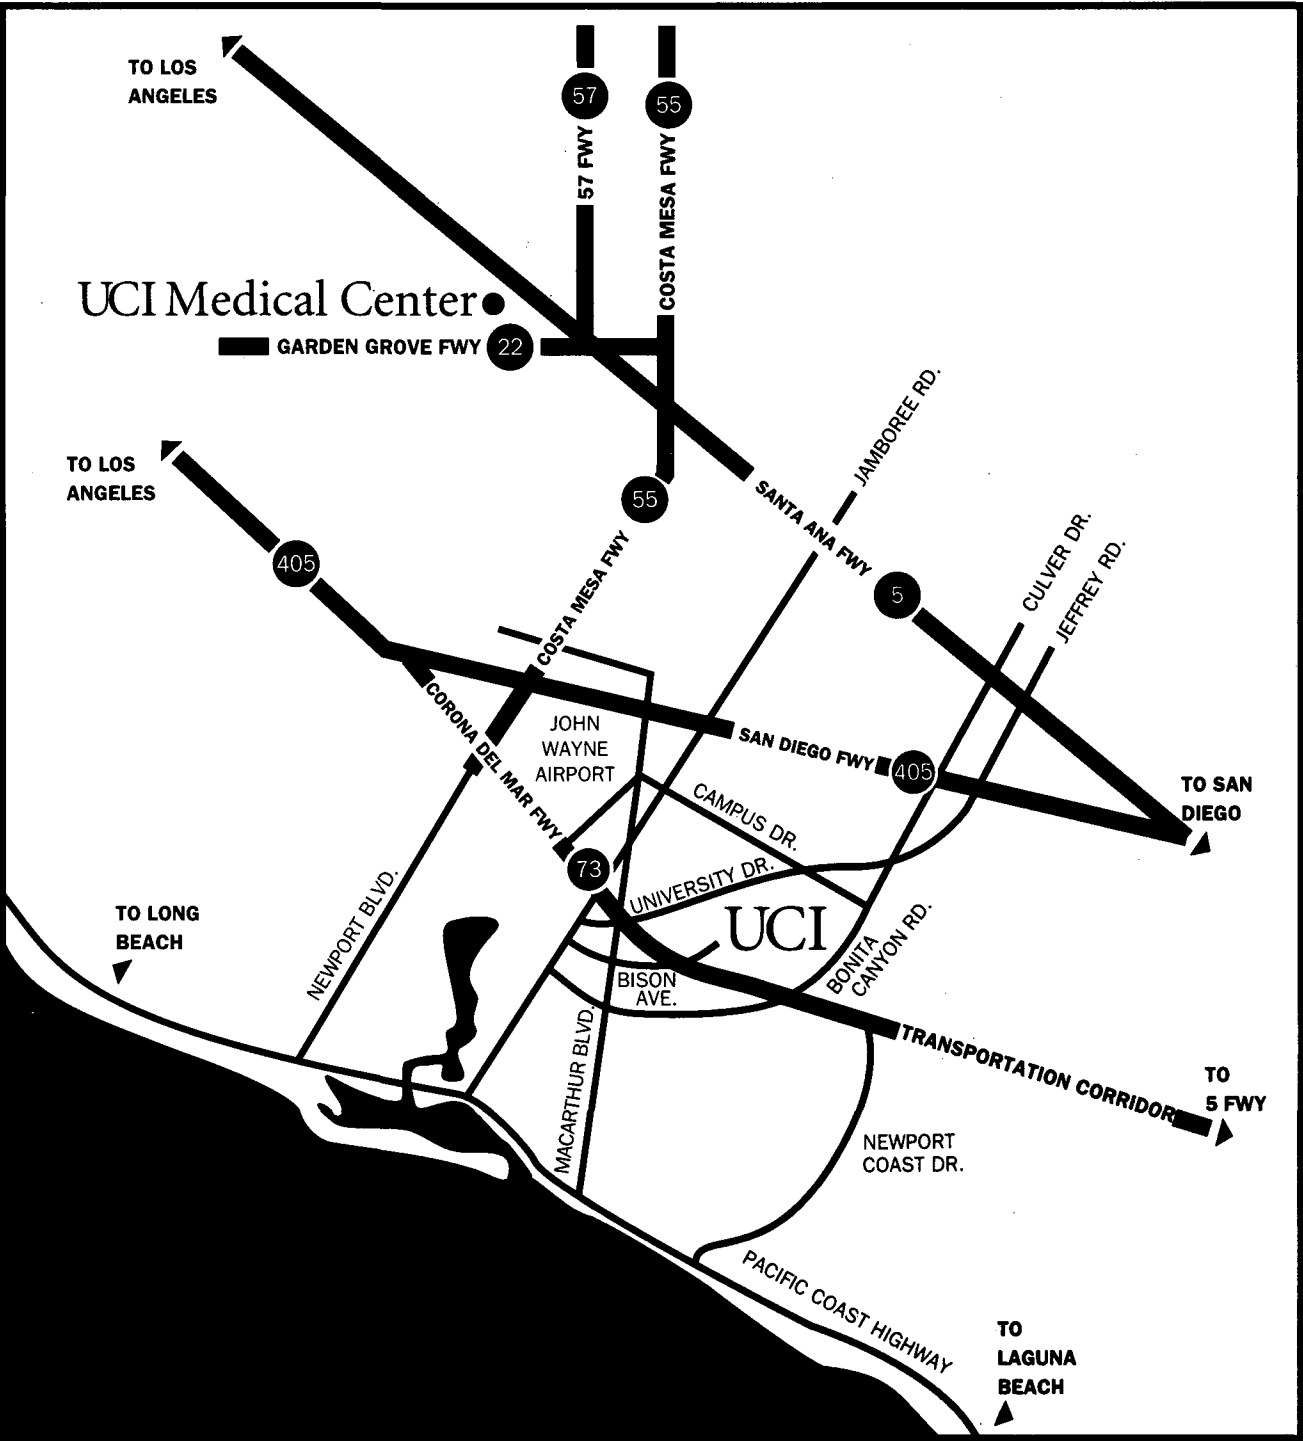 TO LOS
ANGELES
57
55
57 FWY
COSTA MESA FWY
UCI Medical Center
GARDEN GROVE FWY
22
JAMBOREE RD.
TO LOS
ANGELES
55
SANTA ANA FWY
405
COSTA MESA FWY
5
CULVER DR.
JEFFREY RD.
CORONA DEL MAR FWY
JOHN
WAYNE
AIRPORT
SAN DIEGO FWY
405
TO SAN
DIEGO
CAMPUS DR.
73
UNIVERSITY DR.
UCI
NEWPORT BLVD.
TO LONG
BEACH
BISON
AVE.
BONITA
CANYON RD.
MACARTHUR BLVD.
TRANSPORTATION CORRIDOR
TO
5 FWY
NEWPORT
COAST DR.
PACIFIC COAST HIGHWAY
TO
LAGUNA
BEACH